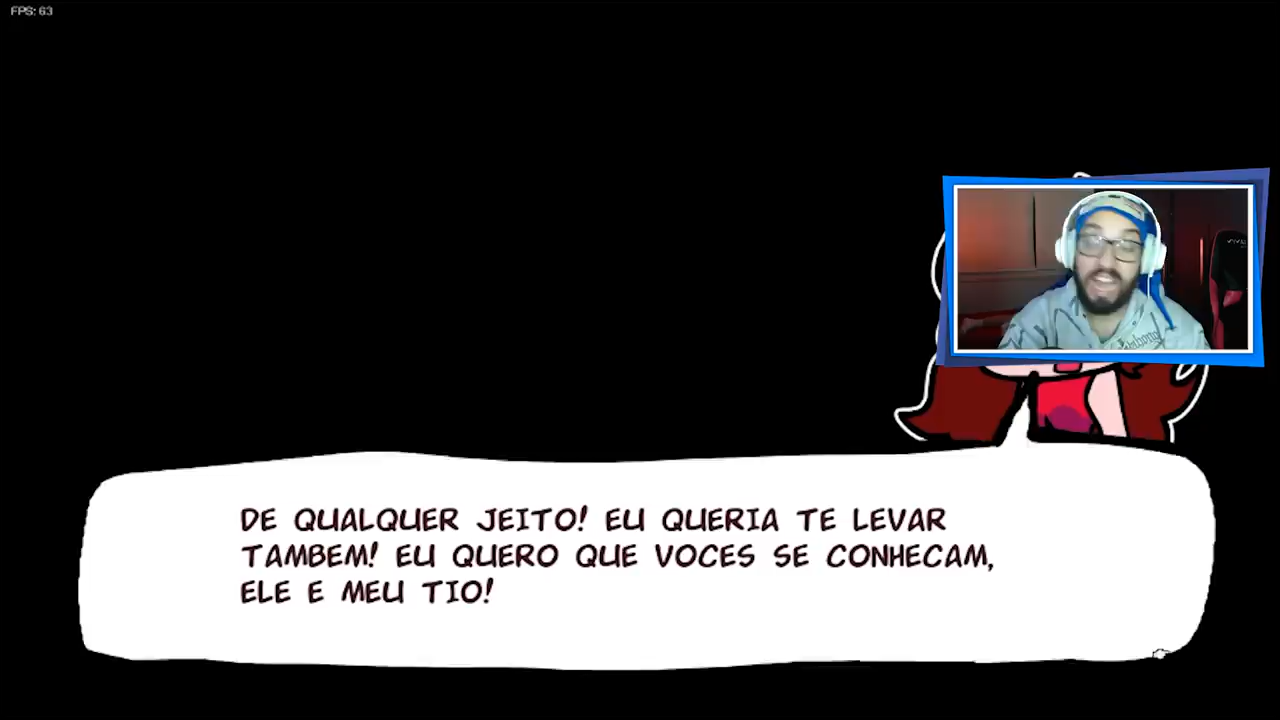 FPS: 63
DE QUALQUER JEITO! EU QUERIA TE LEVAR
TAMBEM! EU QUERO QUE VOCES SE CONHECAM,
ELE E MEU TIO!